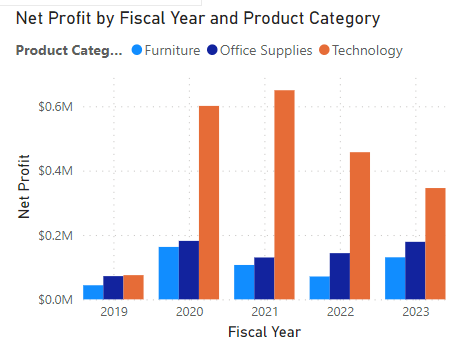 Net Profit by Fiscal Year and Product Category
Product Categ... Furniture Office Supplies Technology
$0.6M
$0.4M
$0.2M
$0.0M
Net Profit
2019 2020 2021 2022 2023
Fiscal Year